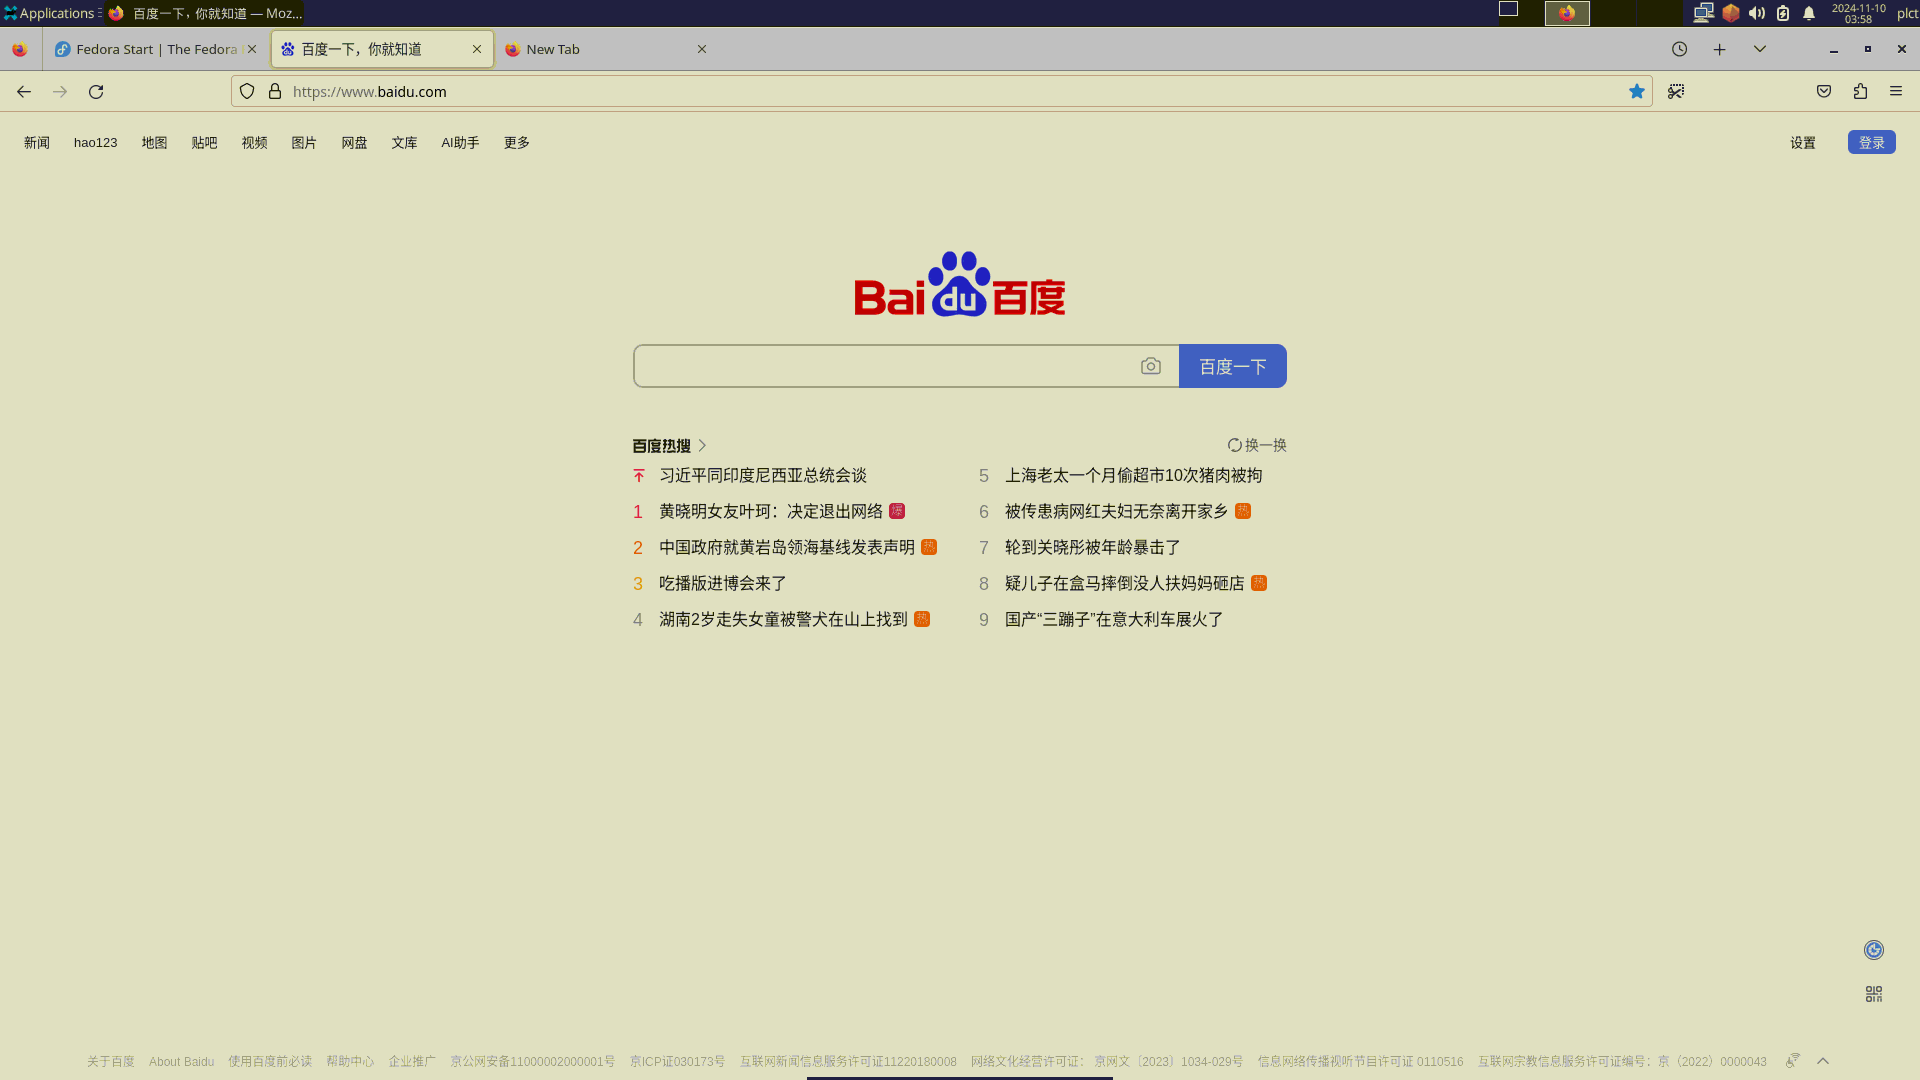 Applications 百度一下，你就知道 — Moz... 2024-11-10 03:58 plct
Fedora Start | The Fedora 百度一下，你就知道 New Tab
https://www.baidu.com
新闻 hao123 地图 贴吧 视频 图片 网盘 文库 AI助手 更多 设置 登录
Bai du 百度
百度一下
百度热搜 换一换
习近平同印度尼西亚总统会谈
1 黄晓明女友叶珂：决定退出网络 爆
2 中国政府就黄岩岛领海基线发表声明 热
3 吃播版进博会来了
4 湖南2岁走失女童被警犬在山上找到 热
5 上海老太一个月偷超市10次猪肉被拘
6 被传患病网红夫妇无奈离开家乡 热
7 轮到关晓彤被年龄暴击了
8 疑儿子在盒马摔倒没人扶妈妈砸店 热
9 国产“三蹦子”在意大利车展火了
关于百度 About Baidu 使用百度前必读 帮助中心 企业推广 京公网安备11000002000001号 京ICP证030173号 互联网新闻信息服务许可证11220180008 网络文化经营许可证： 京网文〔2023〕1034-029号 信息网络传播视听节目许可证 0110516 互联网宗教信息服务许可证编号：京（2022）0000043